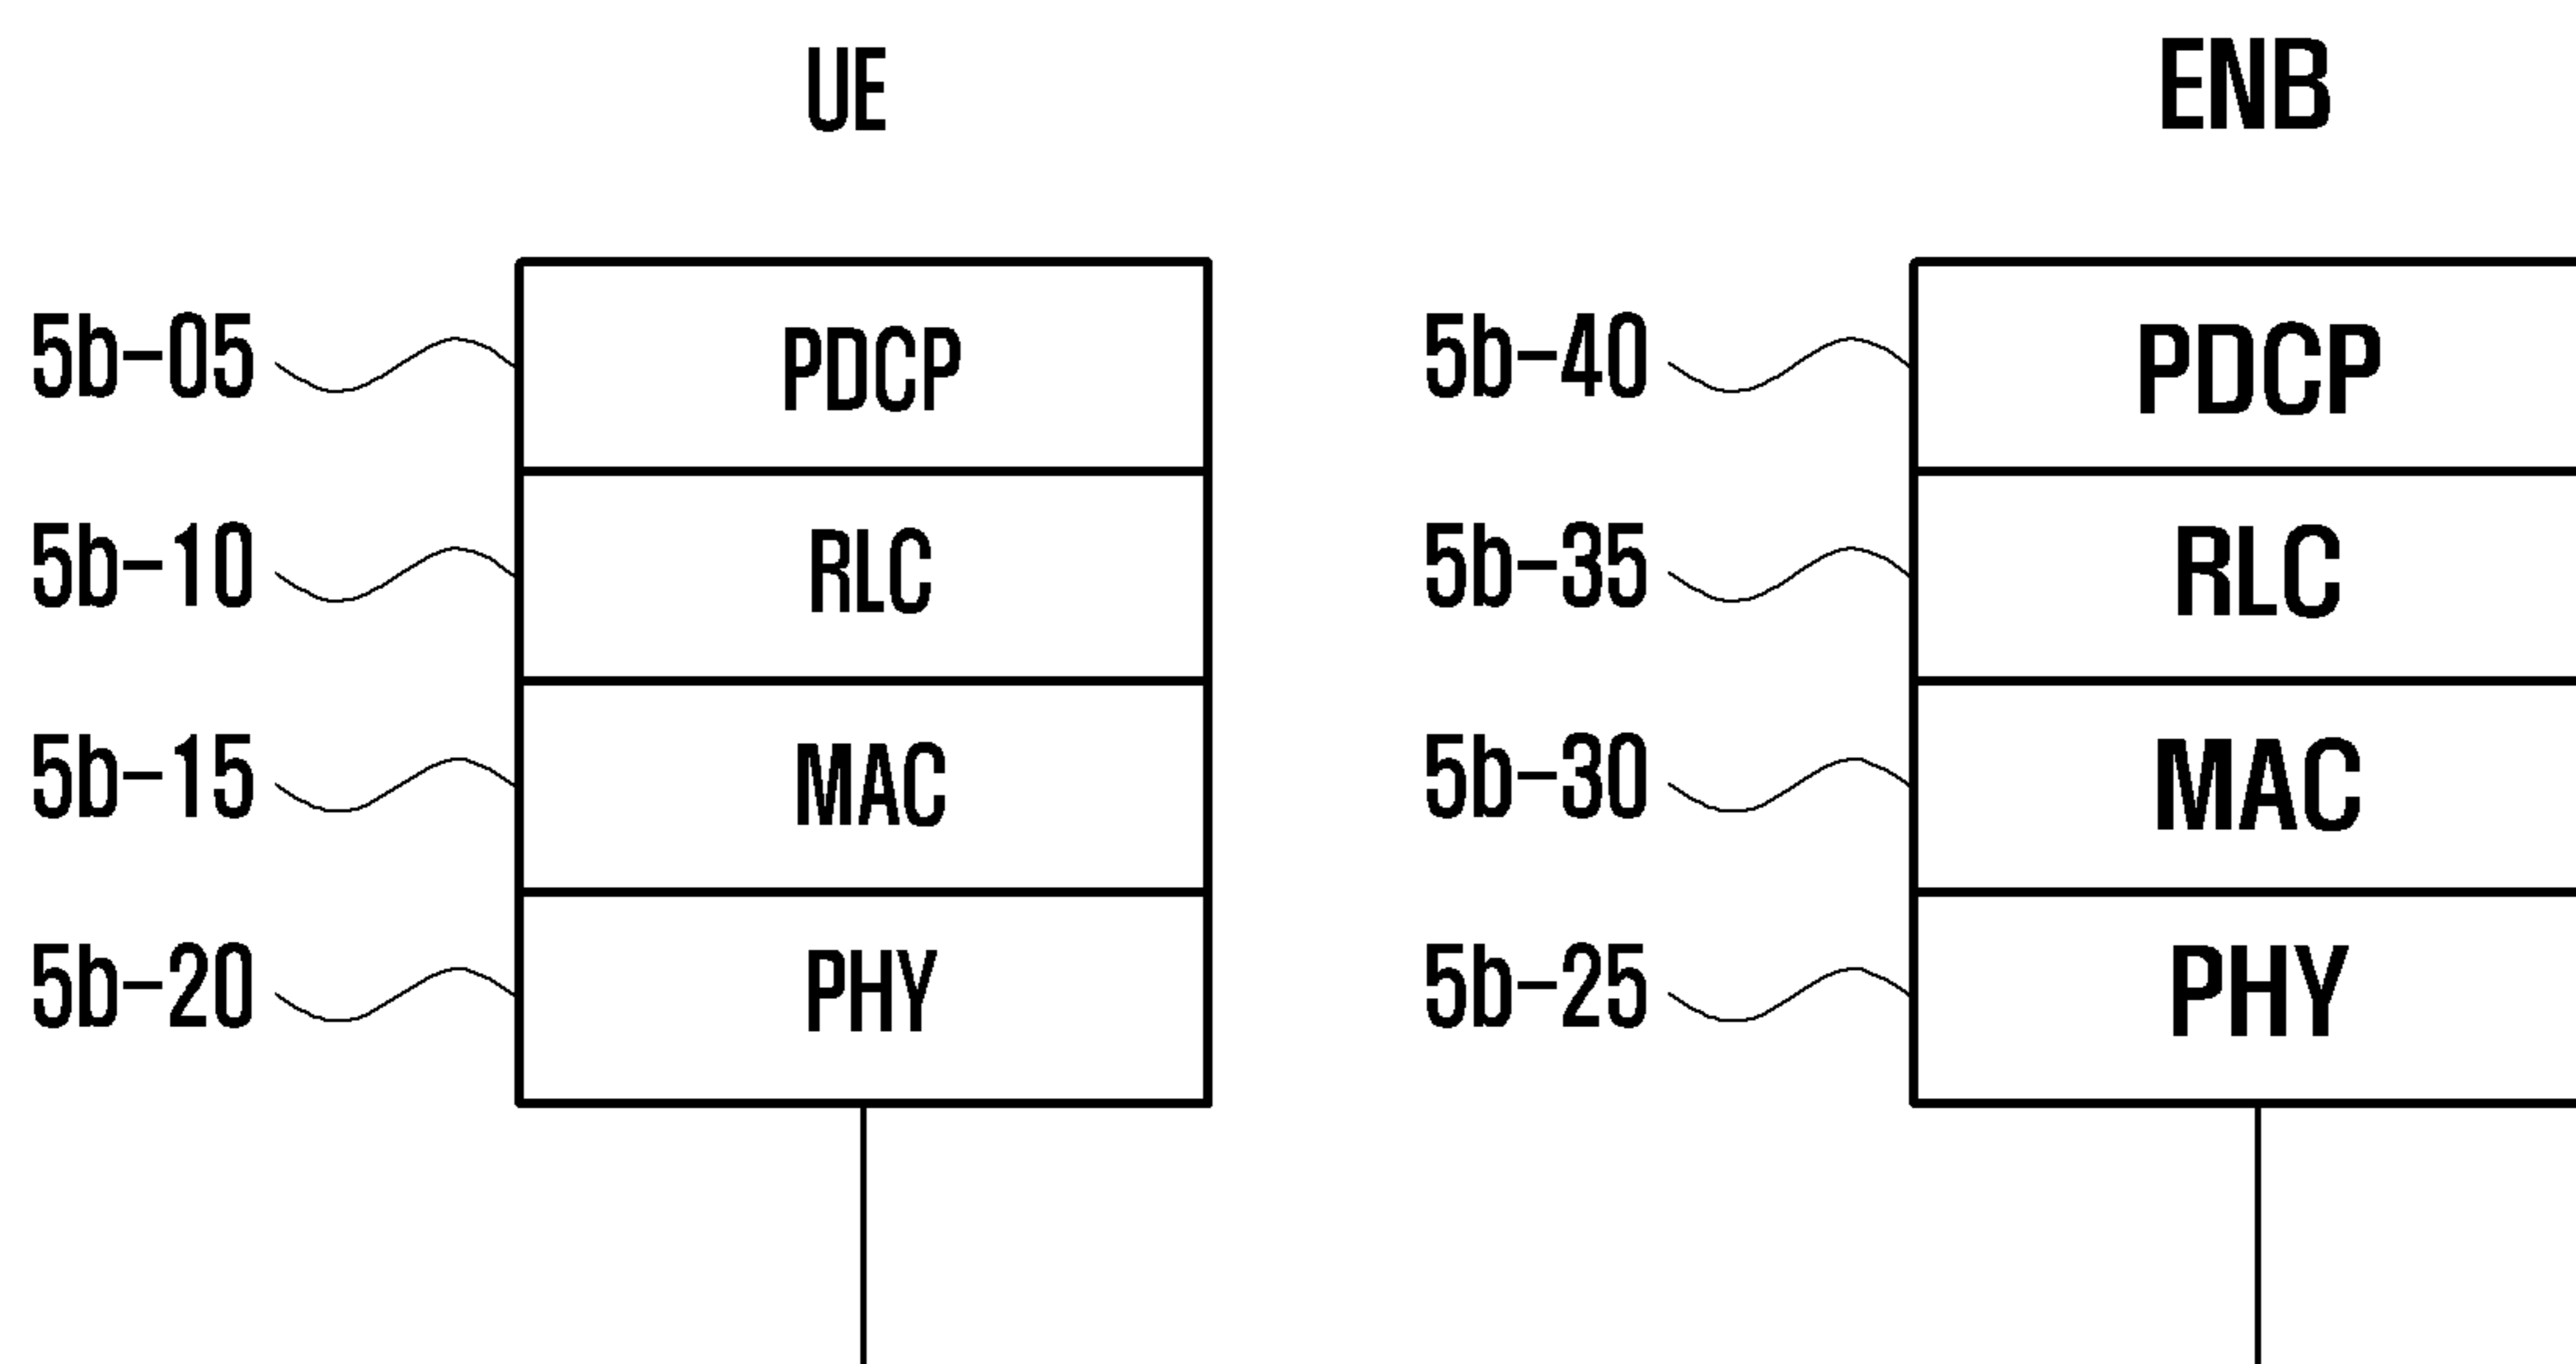 UE ENB
5b-05 PDCP 5b-40 PDCP
5b-10 RLC 5b-35 RLC
5b-15 MAC 5b-30 MAC
5b-20 PHY 5b-25 PHY